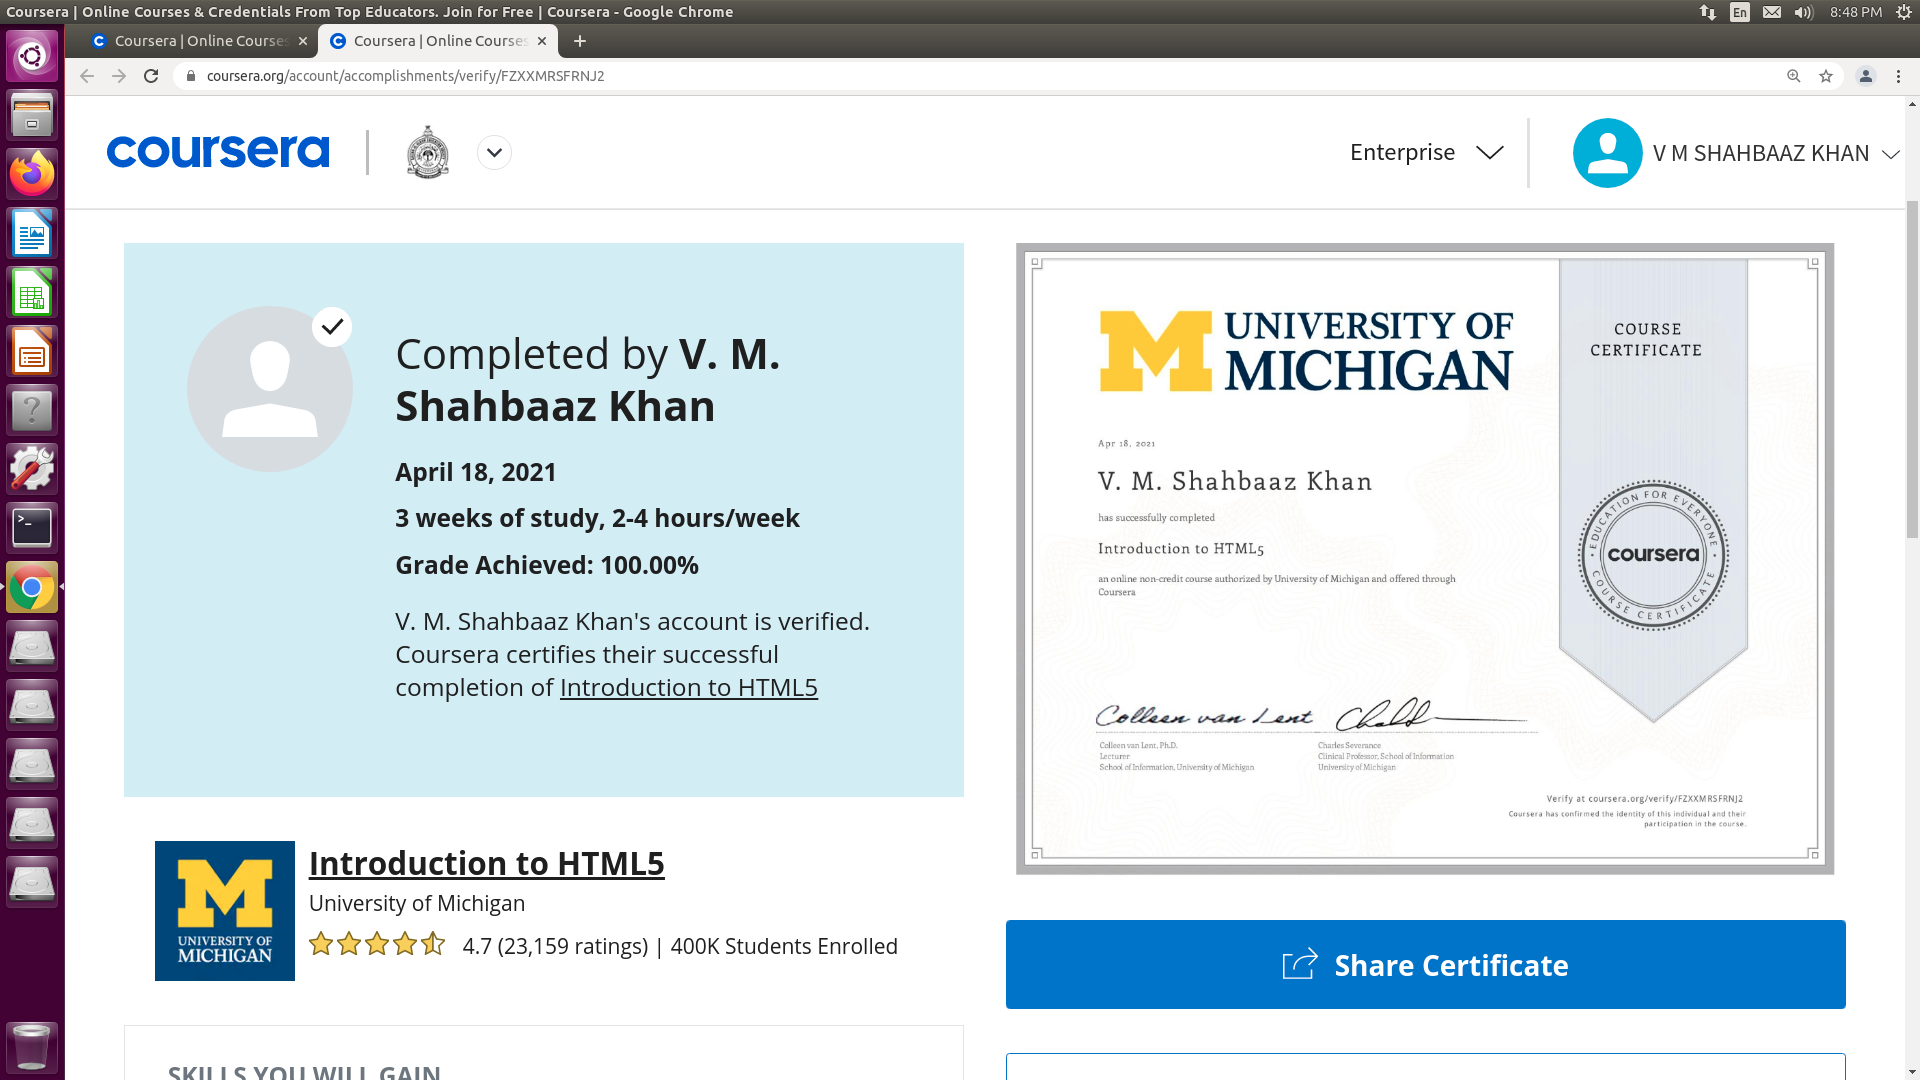 Coursera | Online Courses & Credentials From Top Educators. Join for Free | Coursera - Google Chrome
En
8:48 PM
Coursera | Online Courses
Coursera | Online Courses
coursera.org/account/accomplishments/verify/FZXXMRSFRNJ2
coursera
Enterprise
V M SHAHBAAZ KHAN
Completed by V. M.
Shahbaaz Khan
April 18, 2021
3 weeks of study, 2-4 hours/week
Grade Achieved: 100.00%
V. M. Shahbaaz Khan's account is verified.
Coursera certifies their successful
completion of Introduction to HTML5
Introduction to HTML5
University of Michigan
4.7 (23,159 ratings) | 400K Students Enrolled
UNIVERSITY OF
MICHIGAN
SKILLS YOU WILL GAIN
UNIVERSITY OF
MICHIGAN
COURSE
CERTIFICATE
Apr 18, 2021
V. M. Shahbaaz Khan
has successfully completed
Introduction to HTML5
an online non-credit course authorized by University of Michigan and offered through
Coursera
EDUCATION FOR EVERYONE
coursera
COURSE CERTIFICATE
Colleen van Lent
Colleen van Lent, Ph.D.
Lecturer
School of Information, University of Michigan
Charles Severance
Clinical Professor, School of Information
University of Michigan
Verify at coursera.org/verify/FZXXMRSFRNJ2
Coursera has confirmed the identity of this individual and their
participation in the course.
Share Certificate